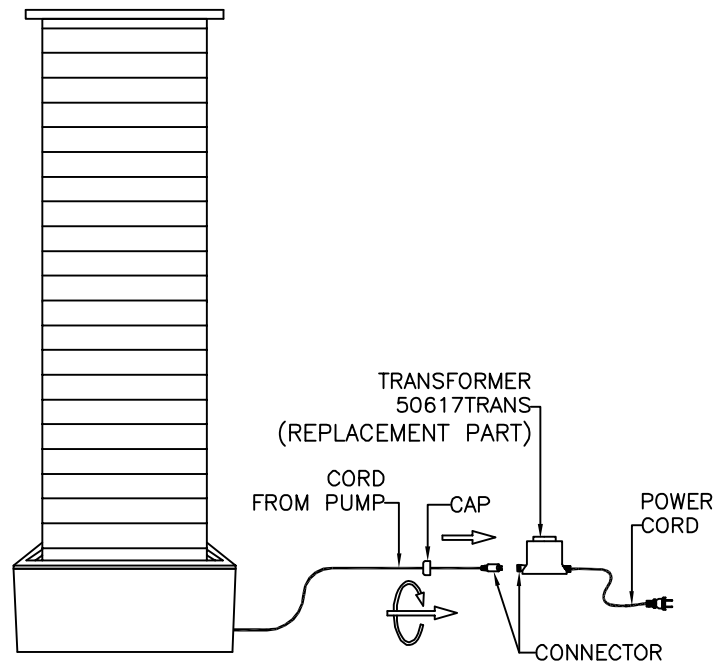 TRANSFORMER
50617TRANS
(REPLACEMENT PART)
CORD
FROM PUMP
CAP
POWER
CORD
CONNECTOR